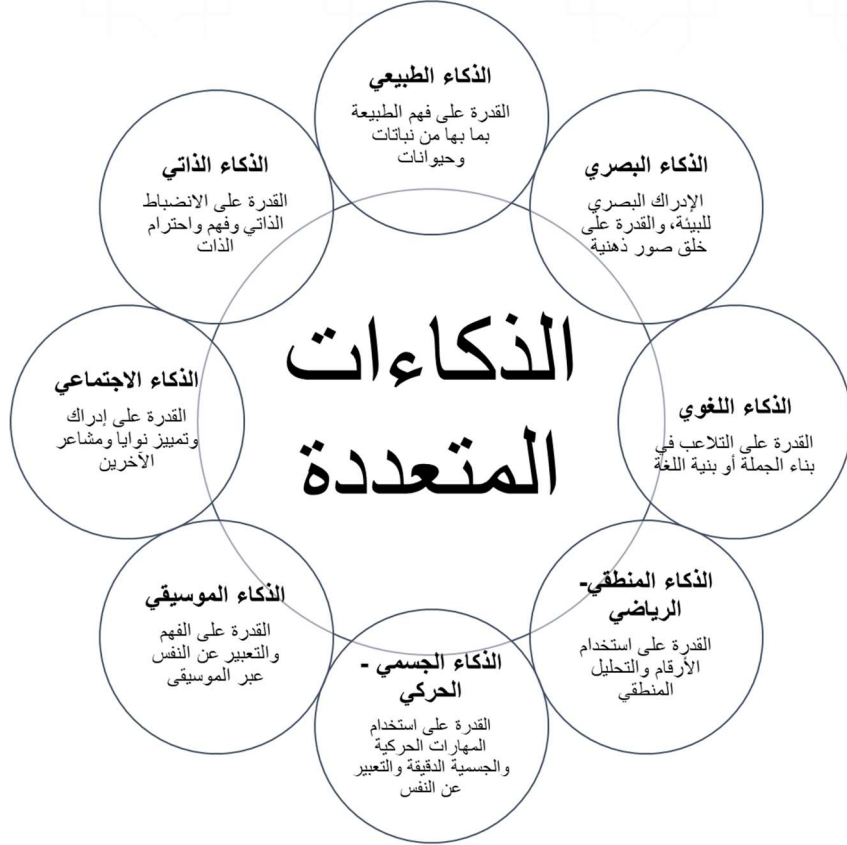 الذكاءات
المتعددة
الذكاء الطبيعي
القدرة على فهم الطبيعة
بما بها من نباتات
وحيوانات
الذكاء البصري
الإدراك البصري
للبيئة، والقدرة على
خلق صور ذهنية
الذكاء اللغوي
القدرة على التلاعب في
بناء الجملة أو بنية اللغة
الذكاء المنطقي-
الرياضي
القدرة على استخدام
الأرقام والتحليل
المنطقي
الذكاء الجسمي -
الحركي
القدرة على استخدام
المهارات الحركية
والجسمية الدقيقة والتعبير
عن النفس
الذكاء الموسيقي
القدرة على الفهم
والتعبير عن النفس
عبر الموسيقى
الذكاء الاجتماعي
القدرة على إدراك
وتمييز نوايا ومشاعر
الآخرين
الذكاء الذاتي
القدرة على الانضباط
الذاتي وفهم واحترام
الذات